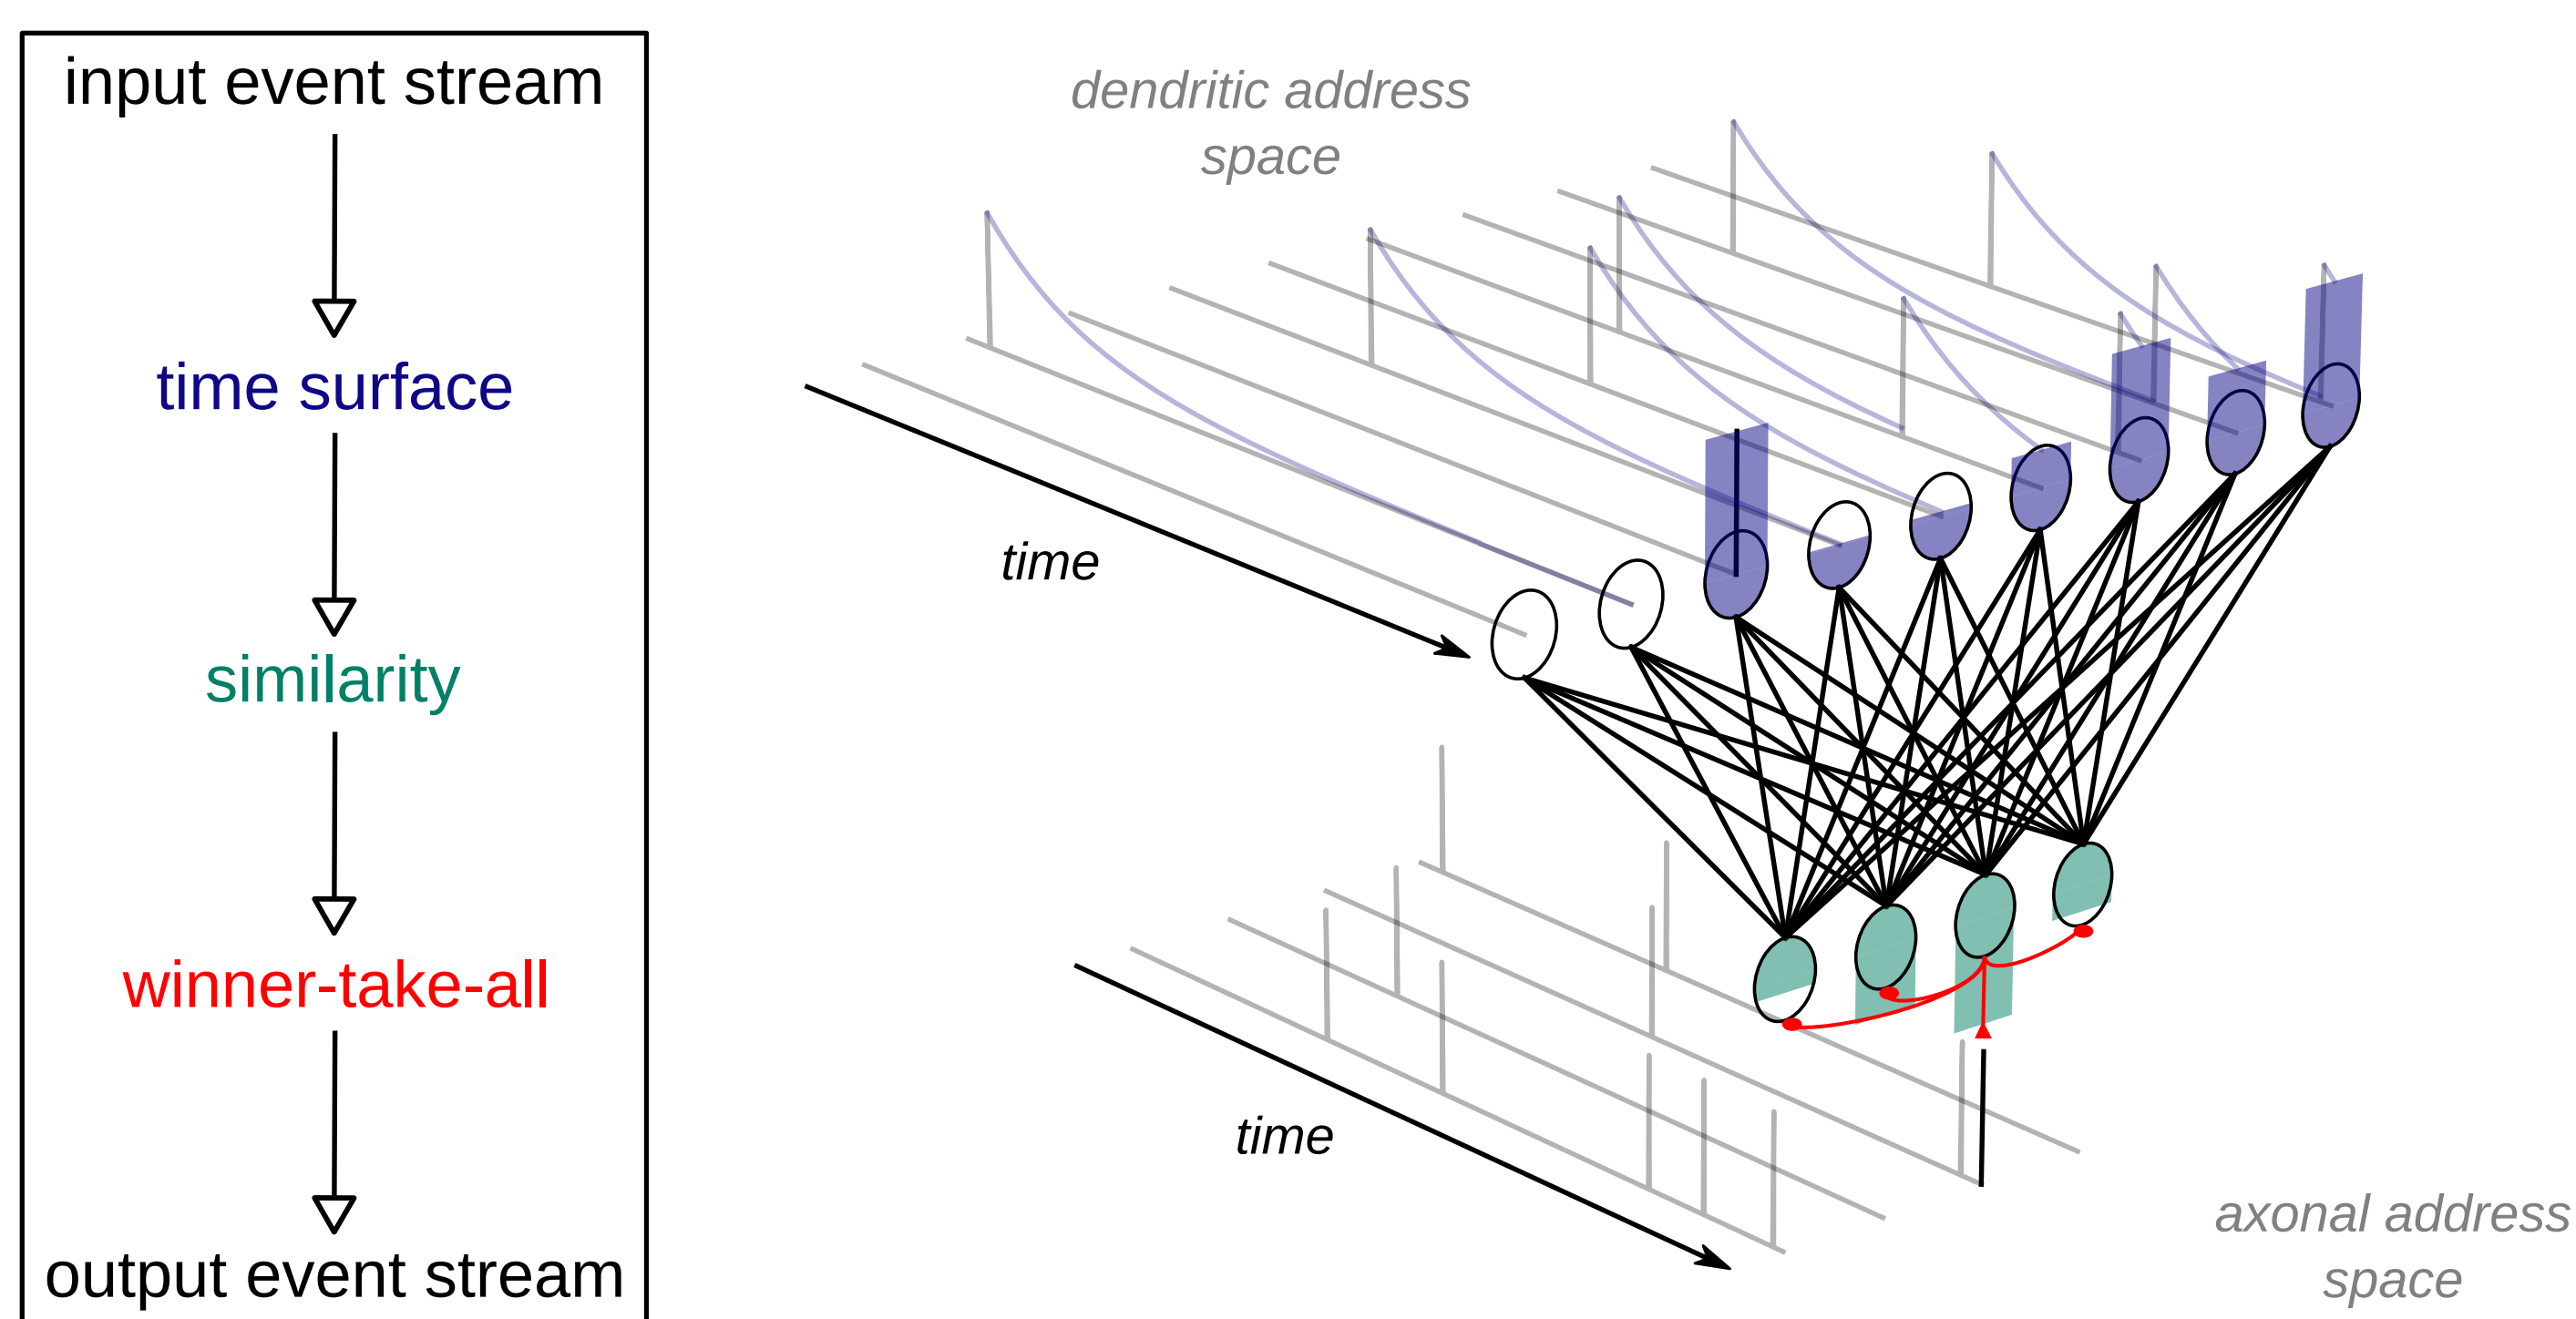 input event stream
time surface
similarity
winner-take-all
output event stream
dendritic address
space
time
time
axonal address
space